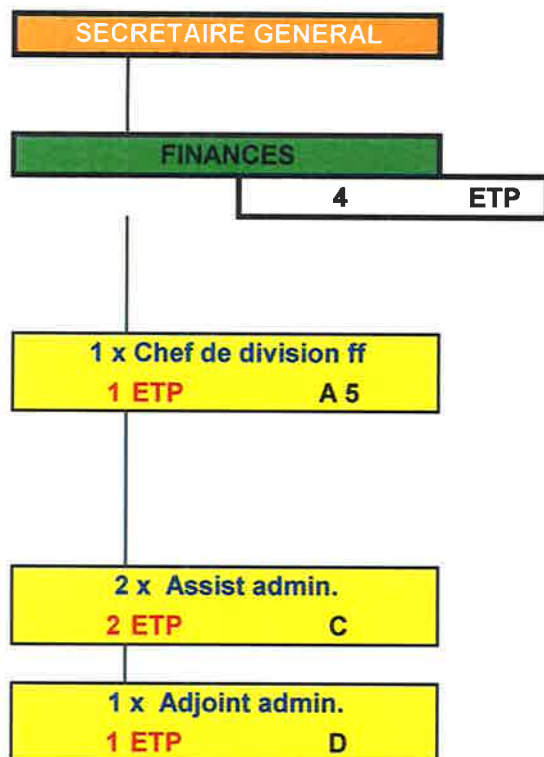 SECRETAIRE GENERAL
FINANCES
4 ETP
1 x Chef de division ff
1 ETP A 5
2 x Assist admin.
2 ETP C
1 x Adjoint admin.
1 ETP D